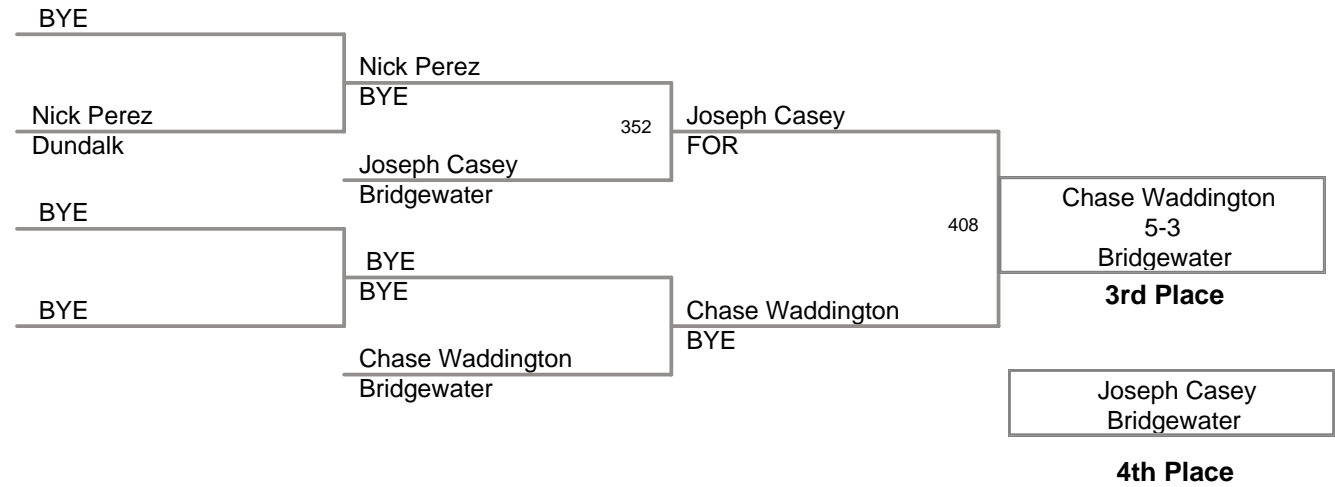 BYE
Nick Perez
BYE
Nick Perez
Dundalk
352
Joseph Casey
FOR
Joseph Casey
Bridgewater
BYE
408
Chase Waddington
5-3
Bridgewater
3rd Place
BYE
BYE
BYE
Chase Waddington
BYE
Chase Waddington
Bridgewater
Joseph Casey
Bridgewater
4th Place